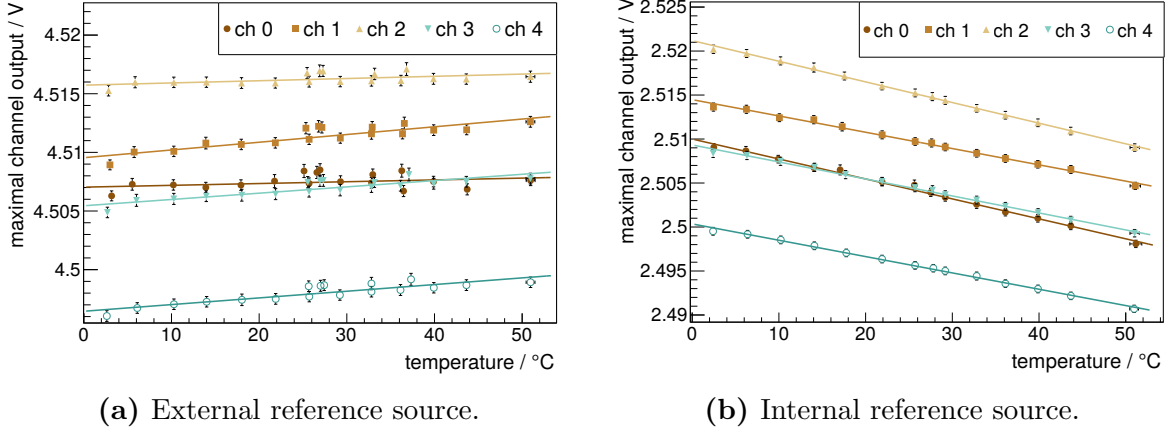 maximal channel output / V
4.52
4.515
4.51
4.505
4.5
ch 0 ch 1 ch 2 ch 3 ch 4
0 10 20 30 40 50
temperature / °C
(a) External reference source.
maximal channel output / V
2.525
2.52
2.515
2.51
2.505
2.5
2.495
2.49
ch 0 ch 1 ch 2 ch 3 ch 4
0 10 20 30 40 50
temperature / °C
(b) Internal reference source.